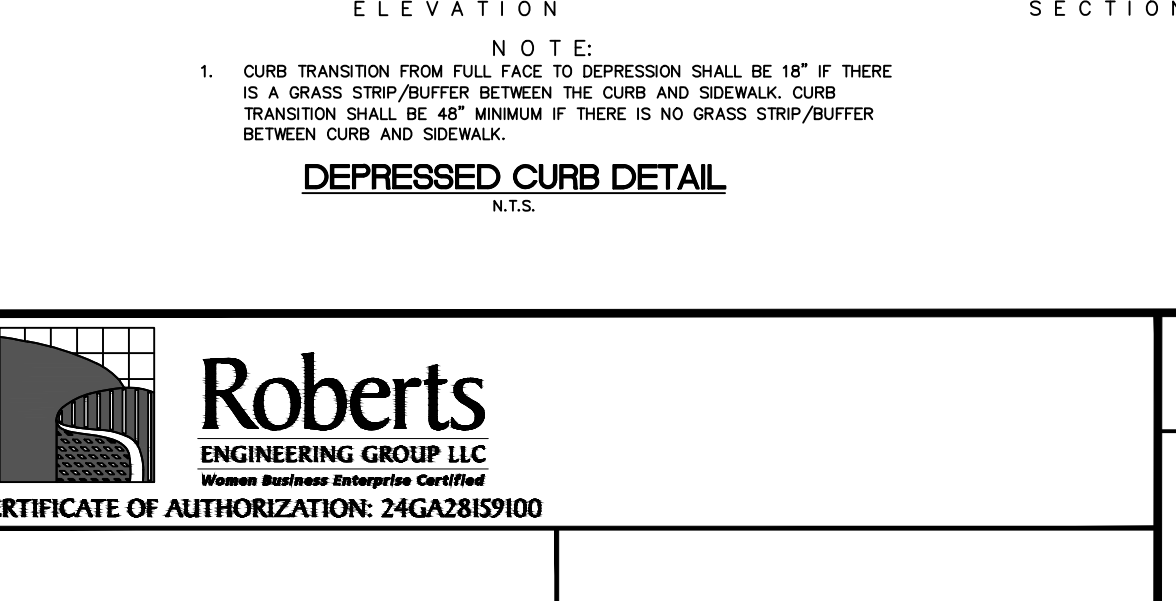 ELEVATION
SECTION
NOTE:
1. CURB TRANSITION FROM FULL FACE TO DEPRESSION SHALL BE 18" IF THERE
IS A GRASS STRIP/BUFFER BETWEEN THE CURB AND SIDEWALK. CURB
TRANSITION SHALL BE 48" MINIMUM IF THERE IS NO GRASS STRIP/BUFFER
BETWEEN CURB AND SIDEWALK.
DEPRESSED CURB DETAIL
N.T.S.
Roberts
ENGINEERING GROUP LLC
Women Business Enterprise Certified
ERTIFICATE OF AUTHORIZATION: 24GA28159100